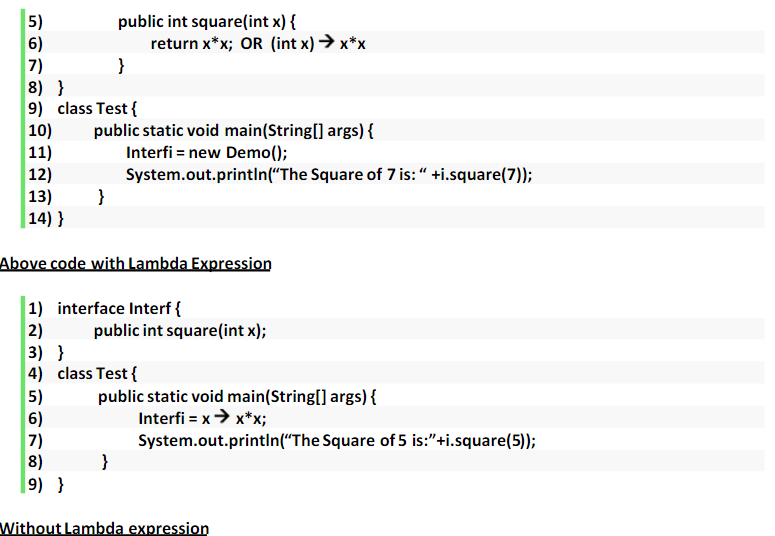 5) public int square(int x) {
6) return x*x; OR (int x) → x*x
7) }
8) }
9) class Test {
10) public static void main(String[] args) {
11) Interfi = new Demo();
12) System.out.println(“The Square of 7 is: “ +i.square(7));
13) }
14) }
Above code with Lambda Expression
1) interface Interf {
2) public int square(int x);
3) }
4) class Test {
5) public static void main(String[] args) {
6) Interfi = x → x*x;
7) System.out.println(“The Square of 5 is:”+i.square(5));
8) }
9) }
Without Lambda expression